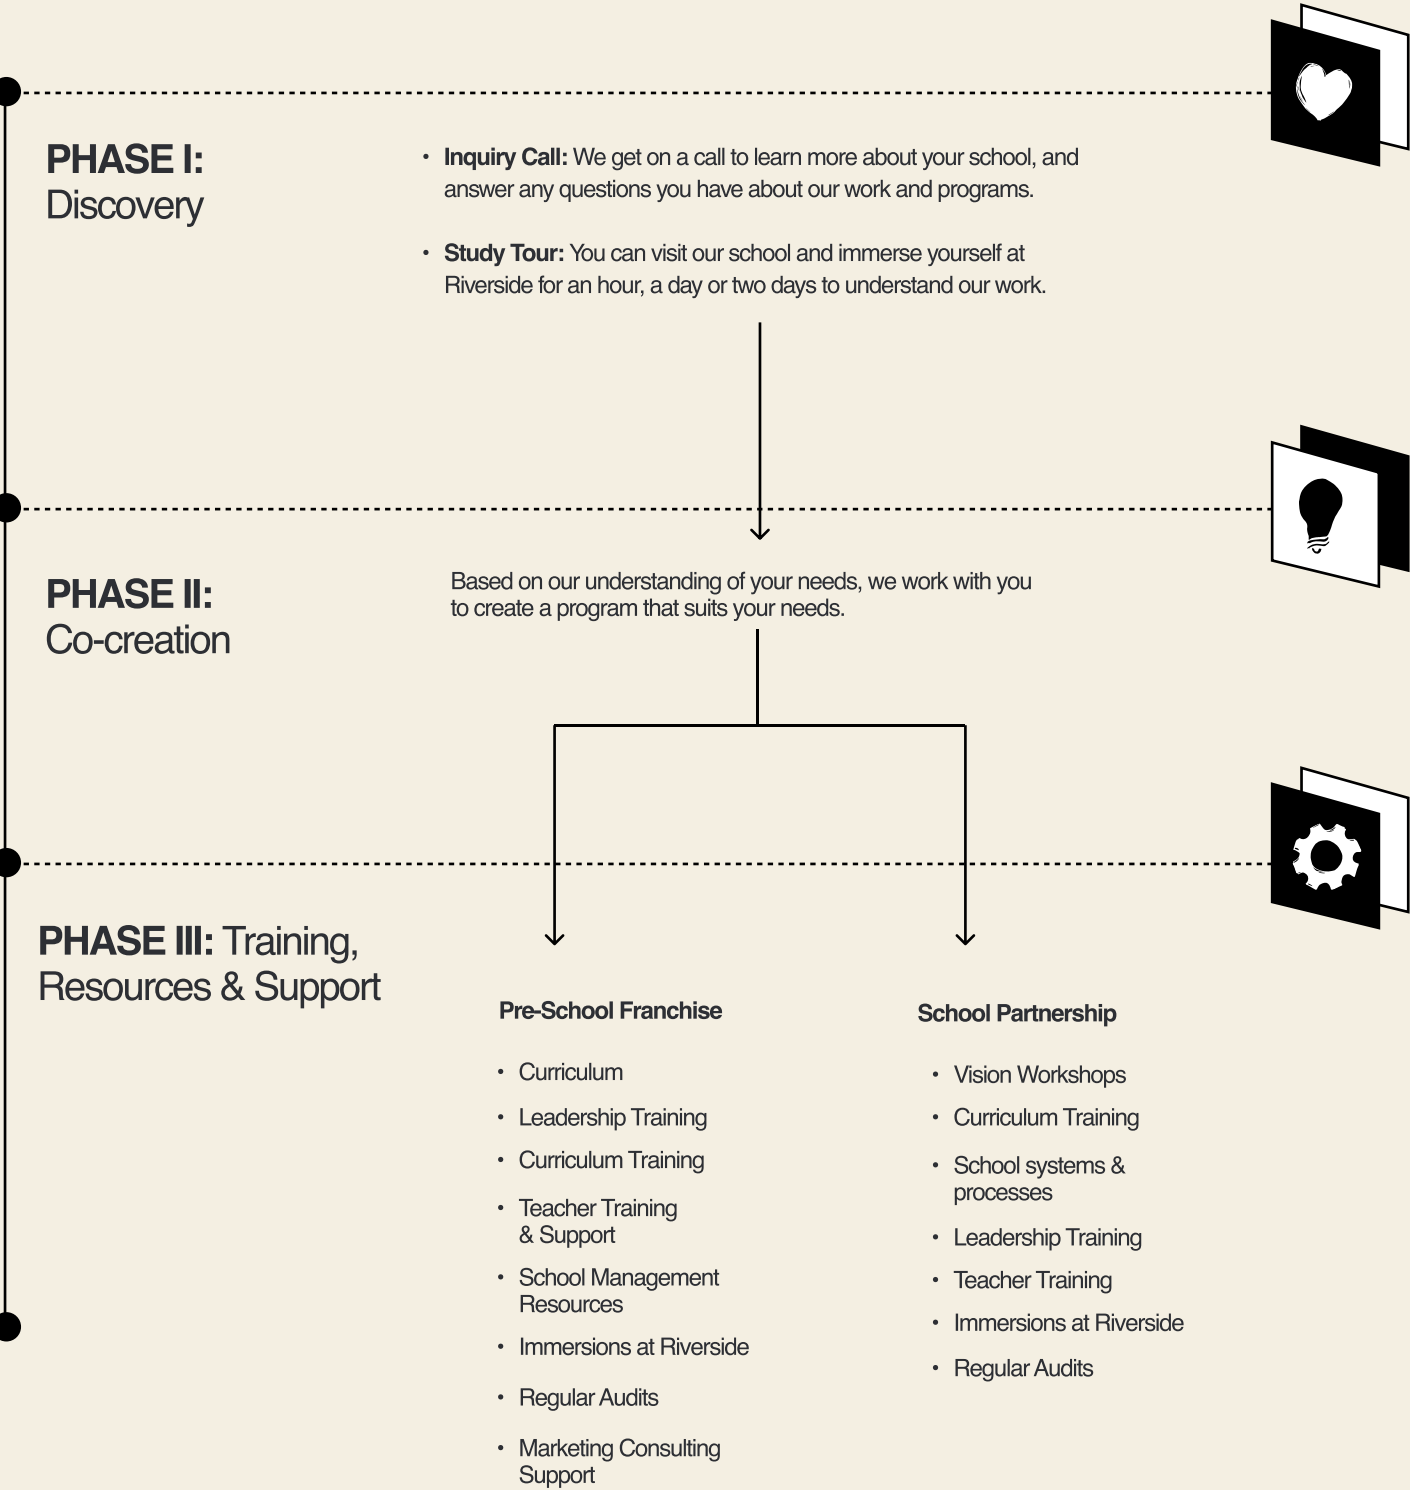 PHASE I:
Discovery
• Inquiry Call: We get on a call to learn more about your school, and
answer any questions you have about our work and programs.
• Study Tour: You can visit our school and immerse yourself at
Riverside for an hour, a day or two days to understand our work.
PHASE II:
Co-creation
Based on our understanding of your needs, we work with you
to create a program that suits your needs.
PHASE III: Training,
Resources & Support
Pre-School Franchise
• Curriculum
• Leadership Training
• Curriculum Training
• Teacher Training
& Support
• School Management
Resources
• Immersions at Riverside
• Regular Audits
• Marketing Consulting
Support
School Partnership
• Vision Workshops
• Curriculum Training
• School systems &
processes
• Leadership Training
• Teacher Training
• Immersions at Riverside
• Regular Audits